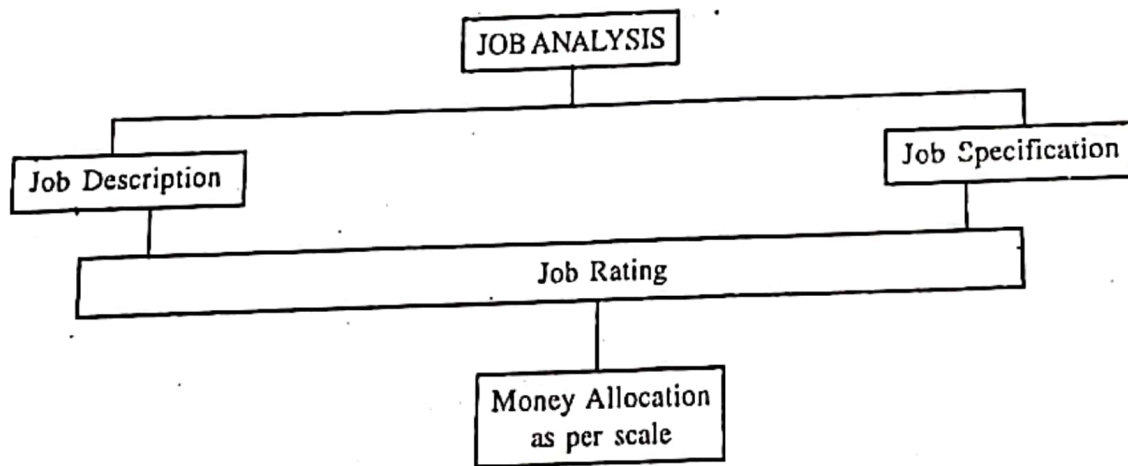 JOB ANALYSIS
Job Description
Job Specification
Job Rating
Money Allocation
as per scale